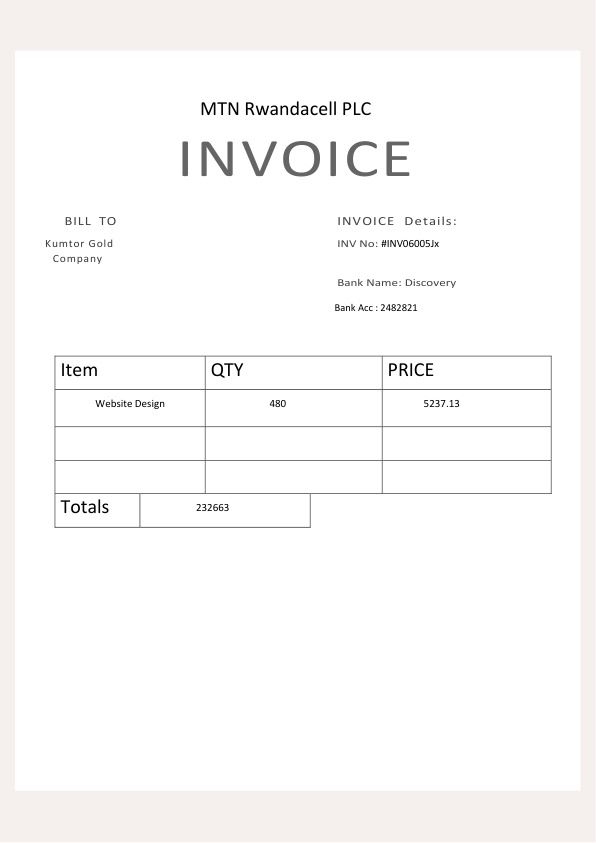 MTN Rwandacell PLC
INVOICE
BILL TO
Kumtor Gold
Company
INVOICE Details:
INV No: #INV06005Jx
Bank Name: Discovery
Bank Acc : 2482821
Item QTY PRICE
Website Design 480 5237.13
Totals 232663